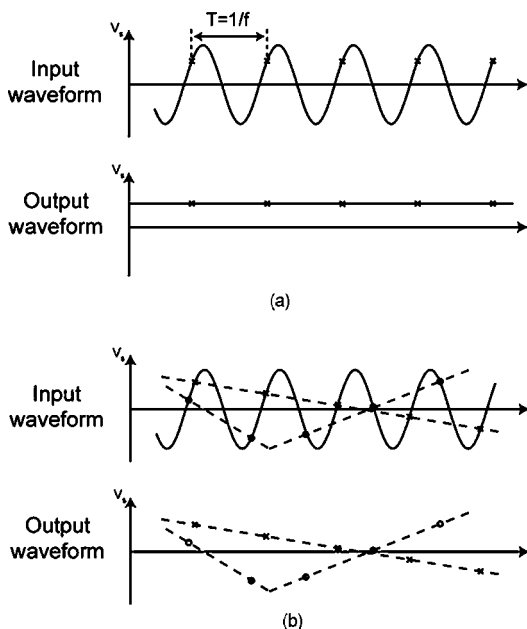 Vs
T=1/f
Input
waveform
Vs
Output
waveform
(a)
Vs
Input
waveform
Vs
Output
waveform
(b)